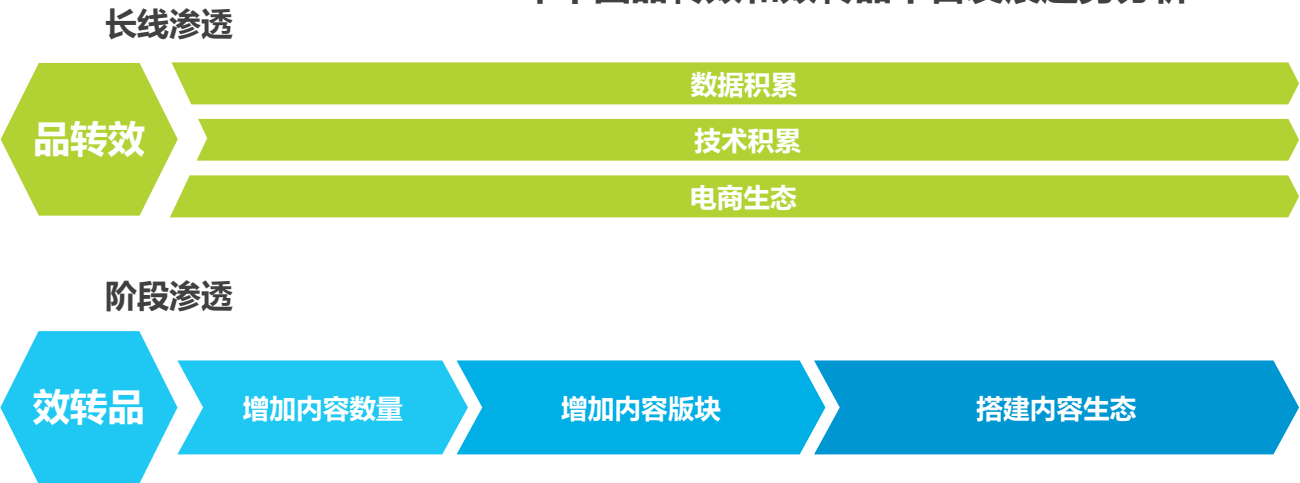 长线渗透
品转效
数据积累
技术积累
电商生态
阶段渗透
效转品
增加内容数量
增加内容版块
搭建内容生态